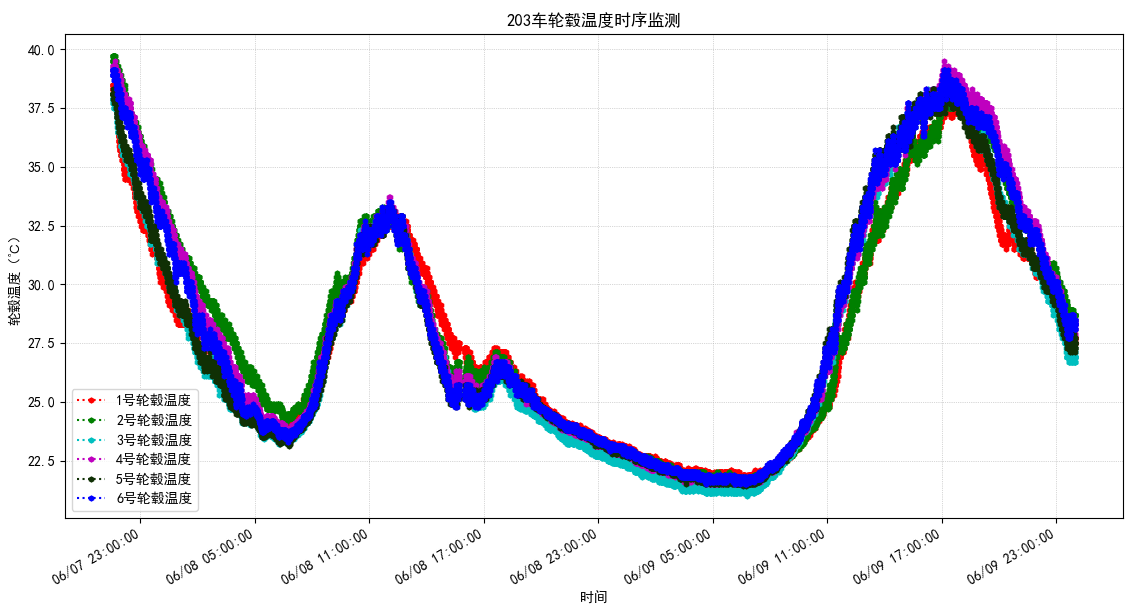 203车轮毂温度时序监测
轮毂温度（℃）
40.0
37.5
35.0
32.5
30.0
27.5
25.0
22.5
1号轮毂温度
2号轮毂温度
3号轮毂温度
4号轮毂温度
5号轮毂温度
6号轮毂温度
06/07 23:00:00
06/08 05:00:00
06/08 11:00:00
06/08 17:00:00
06/08 23:00:00
06/09 05:00:00
06/09 11:00:00
06/09 17:00:00
06/09 23:00:00
时间